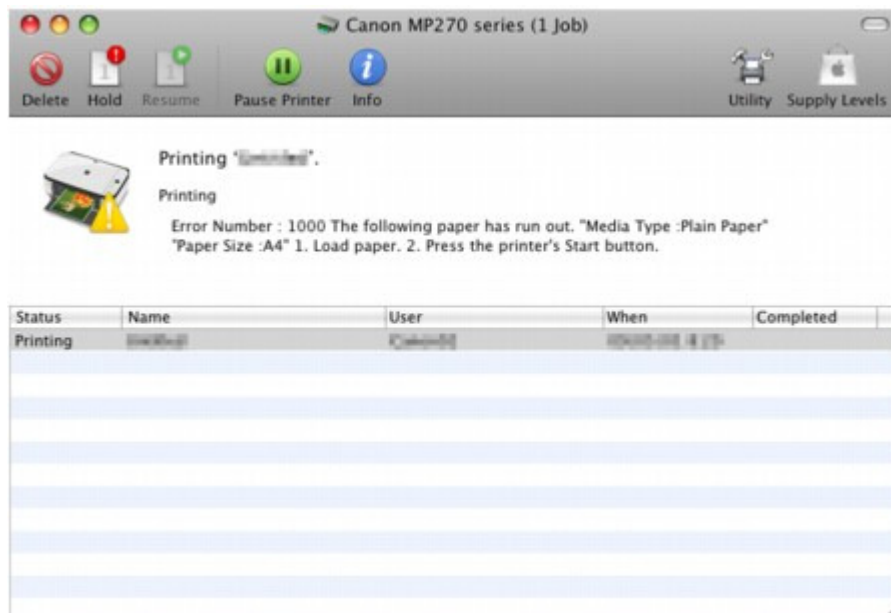 Canon MP270 series (1 Job)
Delete Hold Resume Pause Printer Info Utility Supply Levels
Printing ‘ ’.
Printing
Error Number : 1000 The following paper has run out. "Media Type :Plain Paper"
"Paper Size :A4" 1. Load paper. 2. Press the printer's Start button.
Status Name User When Completed
Printing